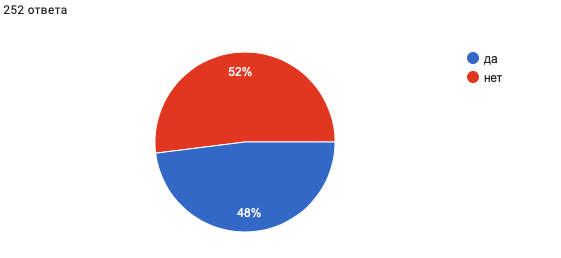 252 ответа
да
нет
52%
48%